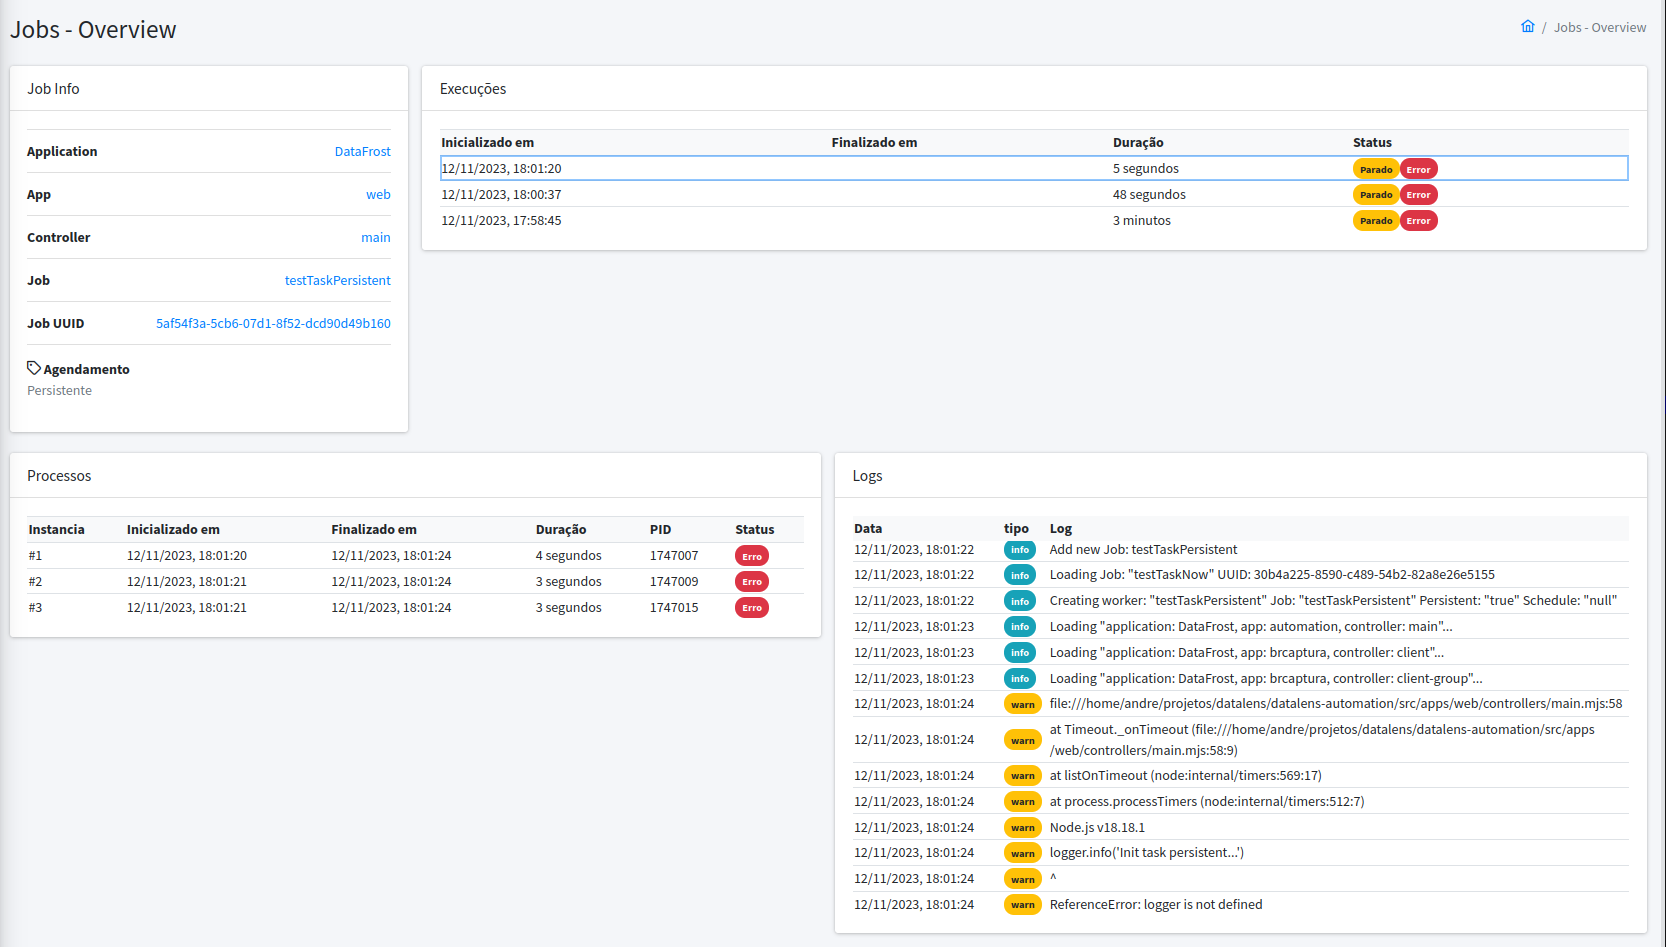 Jobs - Overview
/ Jobs - Overview
Job Info
Application DataFrost
App web
Controller main
Job testTaskPersistent
Job UUID 5af54f3a-5cb6-07d1-8f52-dcd90d49b160
Agendamento
Persistente
Execuções
Inicializado em Finalizado em Duração Status
12/11/2023, 18:01:20 5 segundos Parado Error
12/11/2023, 18:00:37 48 segundos Parado Error
12/11/2023, 17:58:45 3 minutos Parado Error
Processos
Instancia Inicializado em Finalizado em Duração PID Status
#1 12/11/2023, 18:01:20 12/11/2023, 18:01:24 4 segundos 1747007 Erro
#2 12/11/2023, 18:01:21 12/11/2023, 18:01:24 3 segundos 1747009 Erro
#3 12/11/2023, 18:01:21 12/11/2023, 18:01:24 3 segundos 1747015 Erro
Logs
Data tipo Log
12/11/2023, 18:01:22 info Add new Job: testTaskPersistent
12/11/2023, 18:01:22 info Loading Job: "testTaskNow" UUID: 30b4a225-8590-c489-54b2-82a8e26e5155
12/11/2023, 18:01:22 info Creating worker: "testTaskPersistent" Job: "testTaskPersistent" Persistent: "true" Schedule: "null"
12/11/2023, 18:01:23 info Loading "application: DataFrost, app: automation, controller: main"...
12/11/2023, 18:01:23 info Loading "application: DataFrost, app: brcaptura, controller: client"...
12/11/2023, 18:01:23 info Loading "application: DataFrost, app: brcaptura, controller: client-group"...
12/11/2023, 18:01:24 warn file:///home/andre/projetos/datalens/datalens-automation/src/apps/web/controllers/main.mjs:58
12/11/2023, 18:01:24 warn at Timeout._onTimeout (file:///home/andre/projetos/datalens/datalens-automation/src/apps
/web/controllers/main.mjs:58:9)
12/11/2023, 18:01:24 warn at listOnTimeout (node:internal/timers:569:17)
12/11/2023, 18:01:24 warn at process.processTimers (node:internal/timers:512:7)
12/11/2023, 18:01:24 warn Node.js v18.18.1
12/11/2023, 18:01:24 warn logger.info('Init task persistent...')
12/11/2023, 18:01:24 warn ^
12/11/2023, 18:01:24 warn ReferenceError: logger is not defined